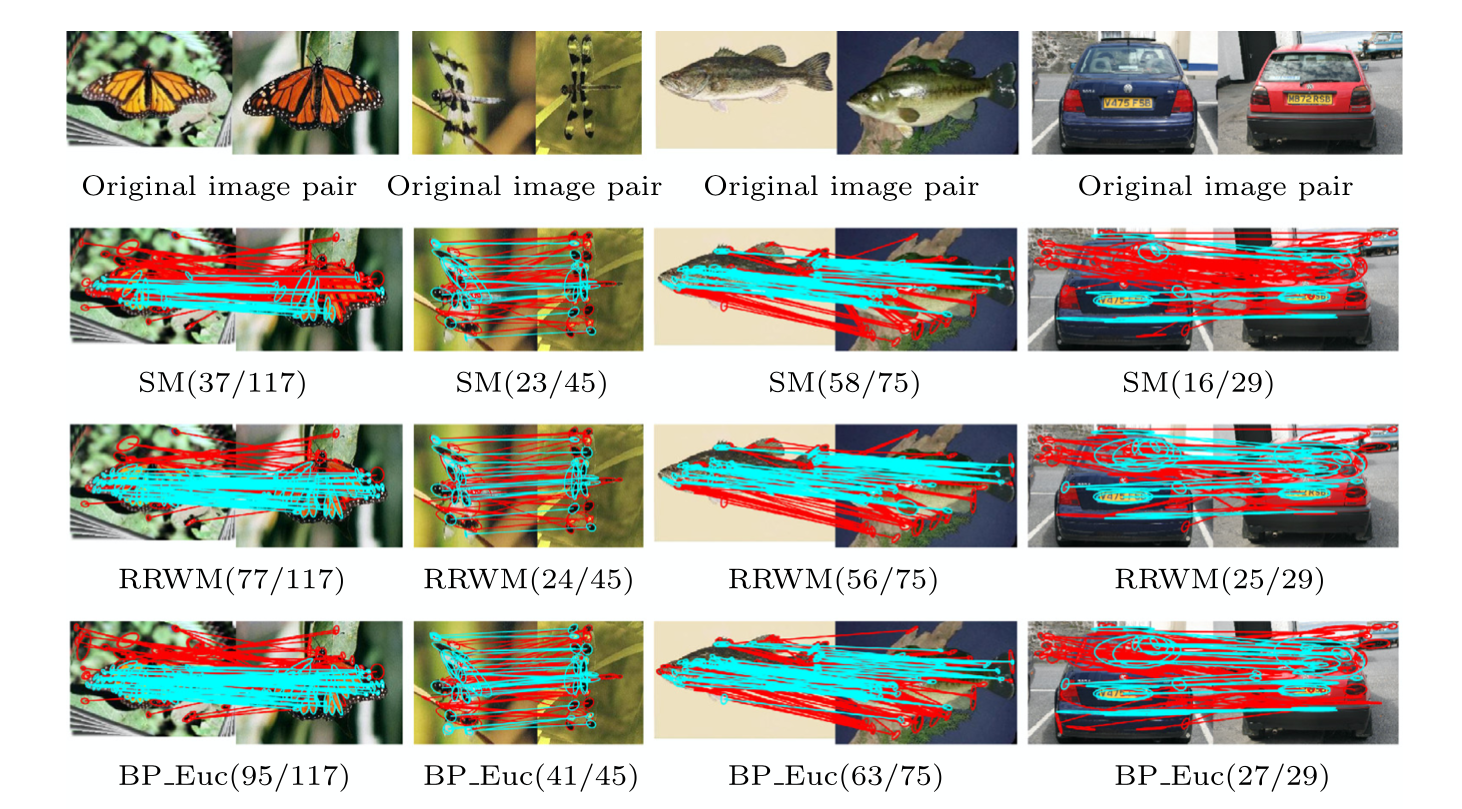 V475 FSB
M872 RSB
Original image pair Original image pair Original image pair Original image pair
SM(37/117) SM(23/45) SM(58/75) SM(16/29)
RRWM(77/117) RRWM(24/45) RRWM(56/75) RRWM(25/29)
BP_Euc(95/117) BP_Euc(41/45) BP_Euc(63/75) BP_Euc(27/29)